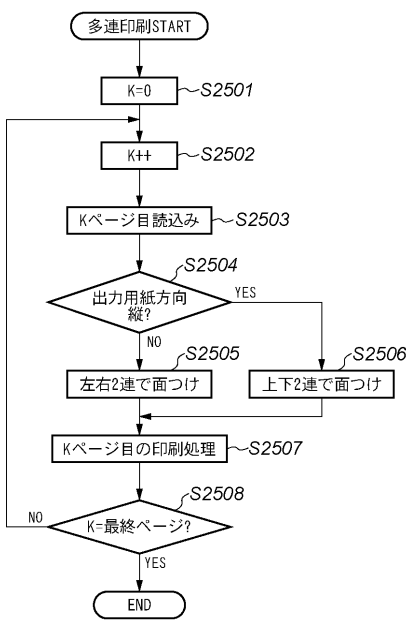 多連印刷START
K=0
S2501
K++
S2502
Kページ目読込み
S2503
S2504
出力用紙方向
縦?
YES
NO
S2505
S2506
左右2連で面つけ
上下2連で面つけ
Kページ目の印刷処理
S2507
S2508
NO
K=最終ページ?
YES
END